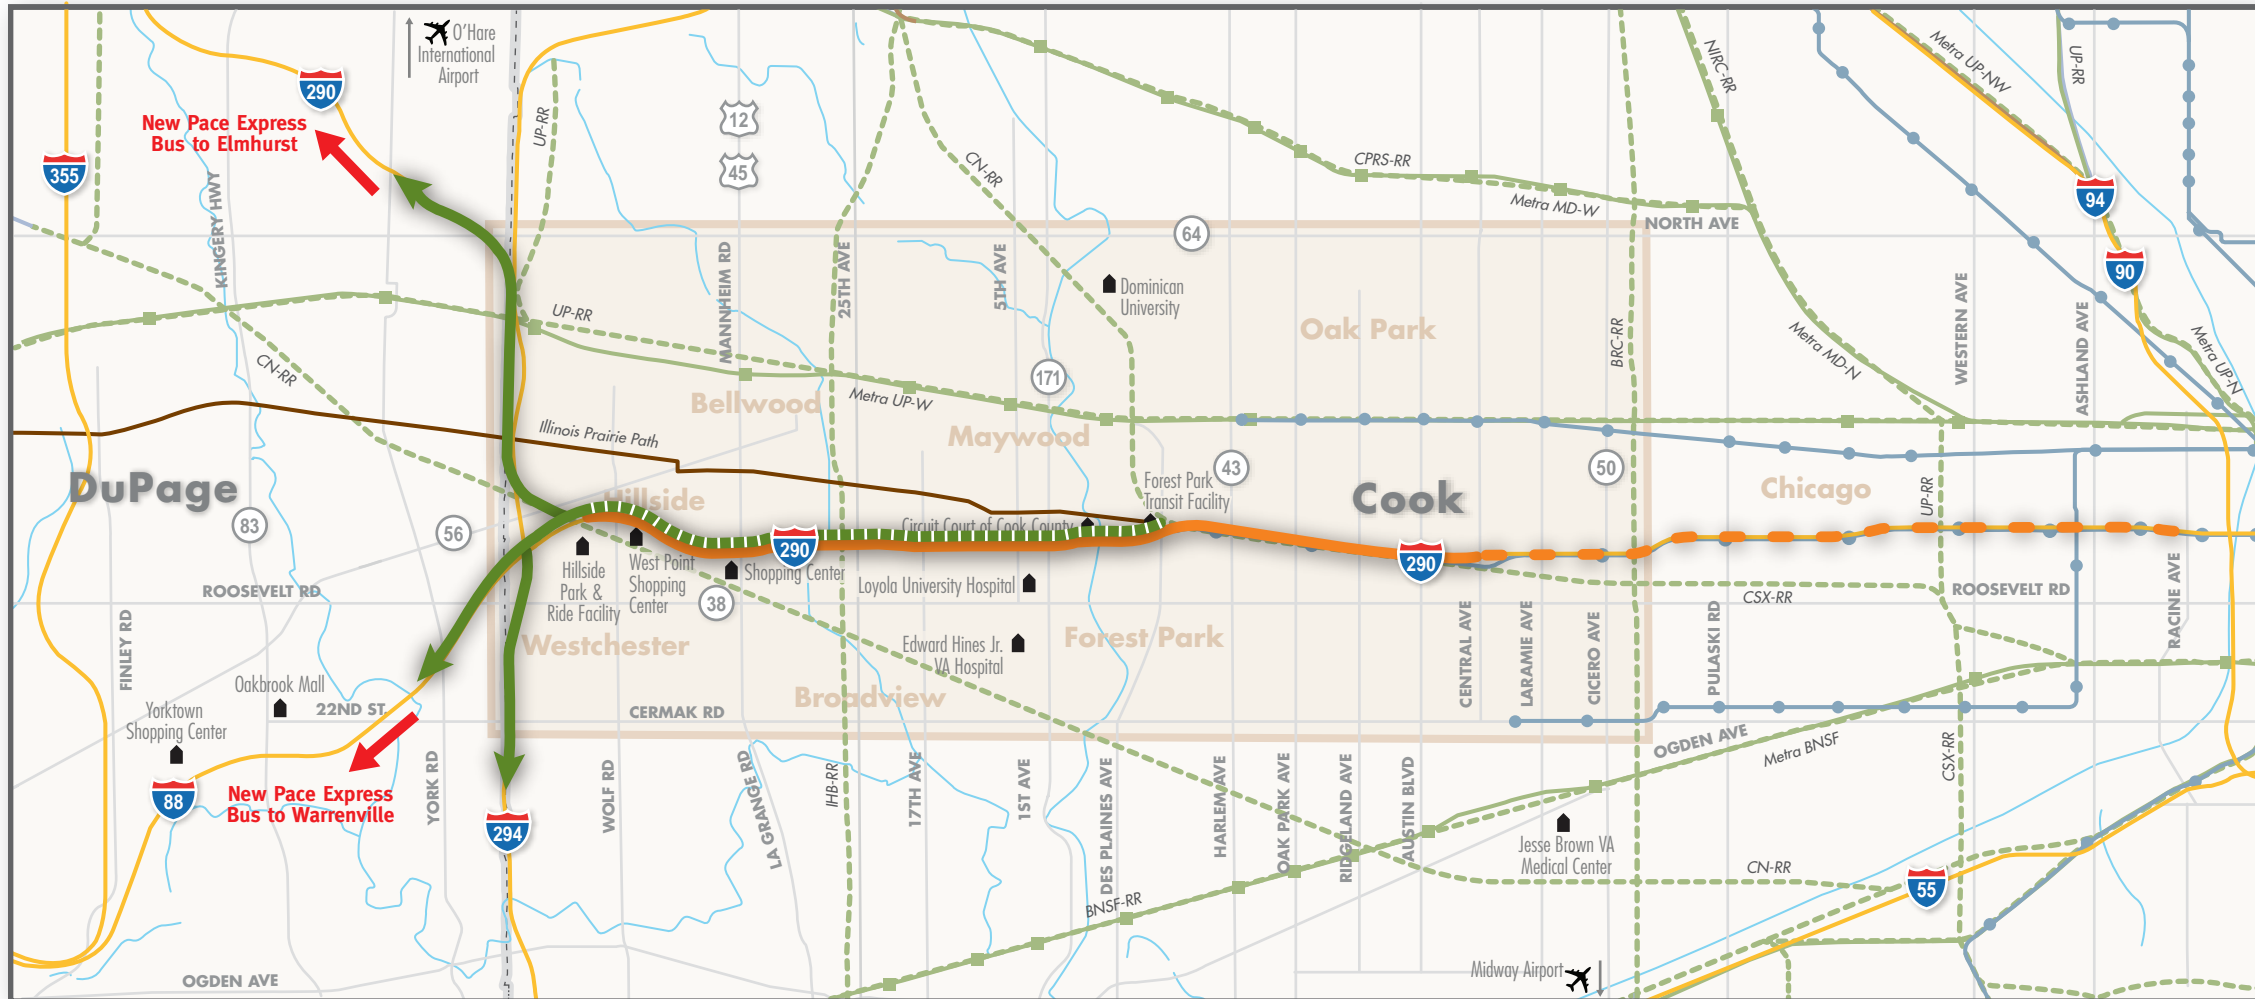 O'Hare
International
Airport
290
New Pace Express
Bus to Elmhurst
355
KINGERY HWY
UP-RR
12
45
CN-RR
CPRS-RR
Metra MD-W
NIRC-RR
Metra UP-NW
UP-RR
94
90
64
NORTH AVE
MANNHEIM RD
25TH AVE
5TH AVE
Dominican
University
Oak Park
BRC-RR
Metra MD-N
WESTERN AVE
ASHLAND AVE
Metra UP-N
UP-RR
CN-RR
Bellwood
Metra UP-W
171
Maywood
Illinois Prairie Path
DuPage
83
56
Hillside
Forest Park
Transit Facility
43
Cook
50
Chicago
UP-RR
Circuit Court of Cook County
290
290
Hillside
Park &
Ride Facility
West Point
Shopping
Center
Shopping Center
38
Loyola University Hospital
ROOSEVELT RD
CSX-RR
ROOSEVELT RD
RACINE AVE
FINLEY RD
Westchester
Edward Hines Jr.
VA Hospital
Forest Park
CENTRAL AVE
LARAMIE AVE
CICERO AVE
PULASKI RD
Oakbrook Mall
22ND ST.
Yorktown
Shopping Center
Broadview
CERMAK RD
OGDEN AVE
Metra BNSF
CSX-RR
88
New Pace Express
Bus to Warrenville
YORK RD
294
WOLF RD
LA GRANGE RD
IHB-RR
17TH AVE
1ST AVE
DES PLAINES AVE
HARLEM AVE
OAK PARK AVE
RIDGELAND AVE
AUSTIN BLVD
Jesse Brown VA
Medical Center
CN-RR
55
BNSF-RR
Midway Airport
OGDEN AVE